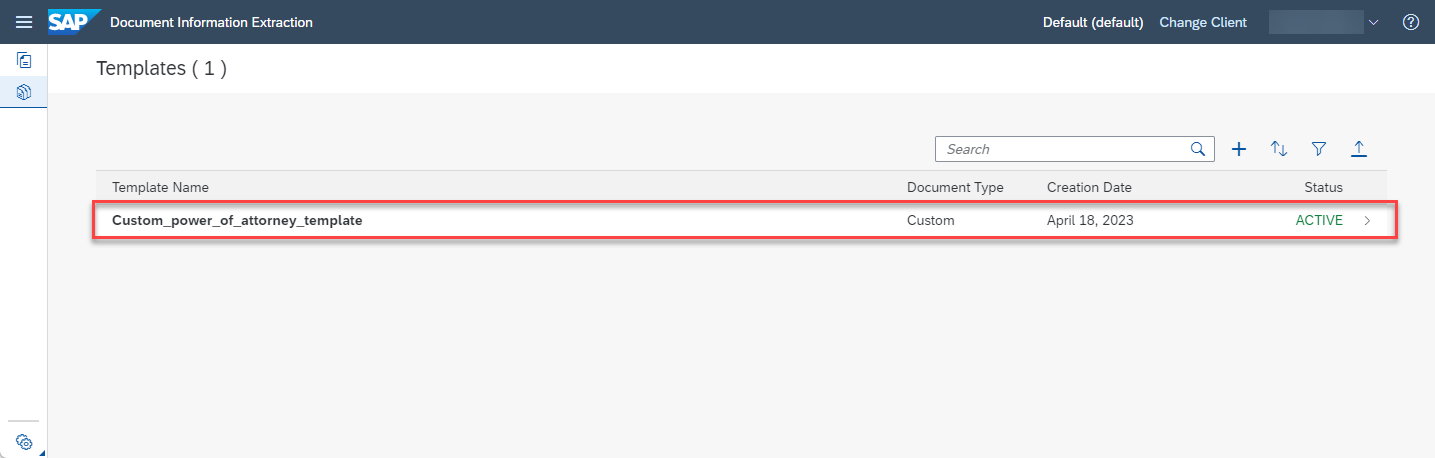 SAP Document Information Extraction Default (default) Change Client
Templates ( 1 )
Search
Template Name Document Type Creation Date Status
Custom_power_of_attorney_template Custom April 18, 2023 ACTIVE